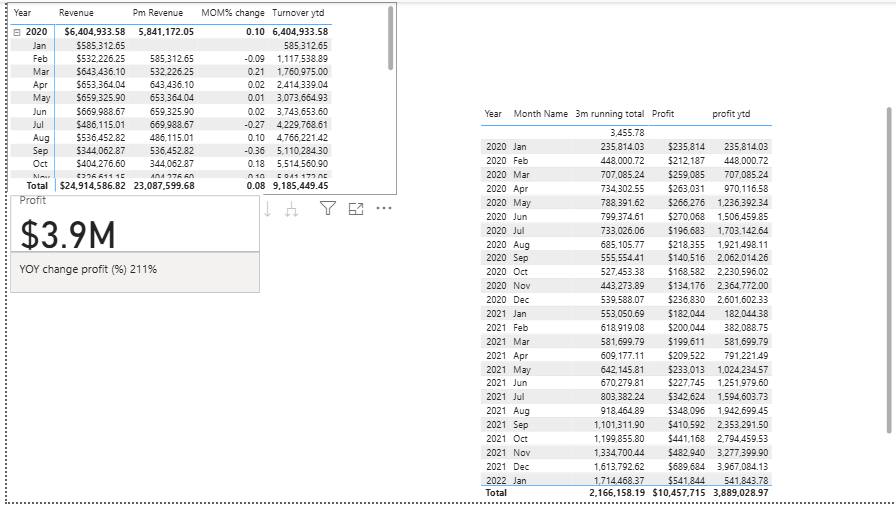 Year Revenue Pm Revenue MOM% change Turnover ytd
2020 $6,404,933.58 5,841,172.05 0.10 6,404,933.58
Jan $585,312.65 585,312.65
Feb $532,226.25 585,312.65 -0.09 1,117,538.89
Mar $643,436.10 532,226.25 0.21 1,760,975.00
Apr $653,364.04 643,436.10 0.02 2,414,339.04
May $659,325.90 653,364.04 0.01 3,073,664.93
Jun $669,988.67 659,325.90 0.02 3,743,653.60
Jul $486,115.01 669,988.67 -0.27 4,229,768.61
Aug $536,452.82 486,115.01 0.10 4,766,221.42
Sep $344,062.87 536,452.82 -0.36 5,110,284.30
Oct $404,276.60 344,062.87 0.18 5,514,560.90
Nov $326,611.15 404,276.60 -0.19 5,841,172.05
Total $24,914,586.82 23,087,599.68 0.08 9,185,449.45
Profit
$3.9M
YOY change profit (%) 211%
Year Month Name 3m running total Profit profit ytd
3,455.78
2020 Jan 235,814.03 $235,814 235,814.03
2020 Feb 448,000.72 $212,187 448,000.72
2020 Mar 707,085.24 $259,085 707,085.24
2020 Apr 734,302.55 $263,031 970,116.58
2020 May 788,391.62 $266,276 1,236,392.34
2020 Jun 799,374.61 $270,068 1,506,459.85
2020 Jul 733,026.06 $196,683 1,703,142.64
2020 Aug 685,105.77 $218,355 1,921,498.11
2020 Sep 555,554.41 $140,516 2,062,014.26
2020 Oct 527,453.38 $168,582 2,230,596.02
2020 Nov 443,273.89 $134,176 2,364,772.00
2020 Dec 539,588.07 $236,830 2,601,602.33
2021 Jan 553,050.69 $182,044 182,044.38
2021 Feb 618,919.08 $200,044 382,088.75
2021 Mar 581,699.79 $199,611 581,699.79
2021 Apr 609,177.11 $209,522 791,221.49
2021 May 642,145.81 $233,013 1,024,234.57
2021 Jun 670,279.81 $227,745 1,251,979.60
2021 Jul 803,382.24 $342,624 1,594,603.73
2021 Aug 918,464.89 $348,096 1,942,699.45
2021 Sep 1,101,311.90 $410,592 2,353,291.50
2021 Oct 1,199,855.80 $441,168 2,794,459.53
2021 Nov 1,334,700.44 $482,940 3,277,399.90
2021 Dec 1,613,792.62 $689,684 3,967,084.13
2022 Jan 1,714,468.37 $541,844 541,843.78
Total 2,166,158.19 $10,457,715 3,889,028.97